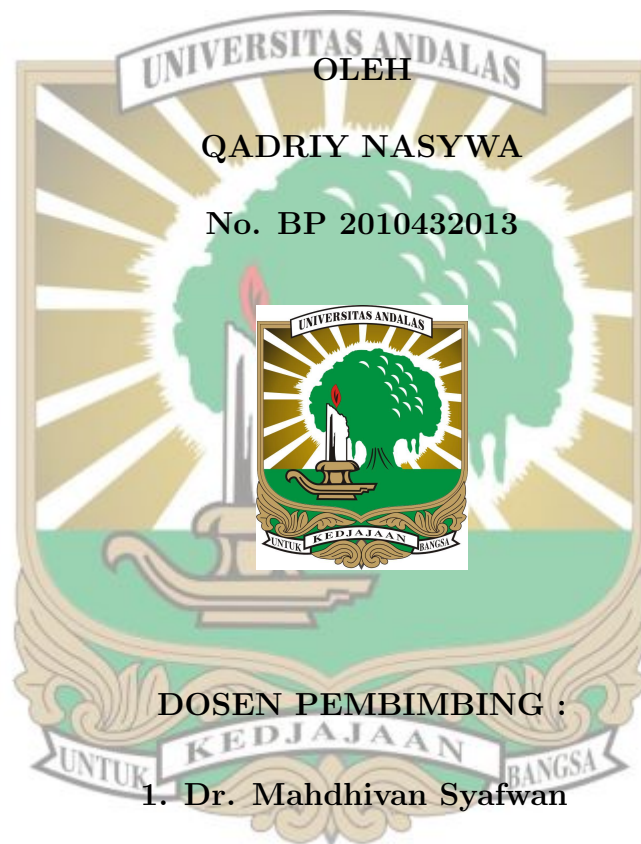 UNIVERSITAS ANDALAS
OLEH
QADRIY NASYWA
No. BP 2010432013
UNIVERSITAS ANDALAS
UNTUK KEDJAJAAN BANGSA
DOSEN PEMBIMBING :
UNTUK KEDJAJAAN BANGSA
1. Dr. Mahdhivan Syafwan